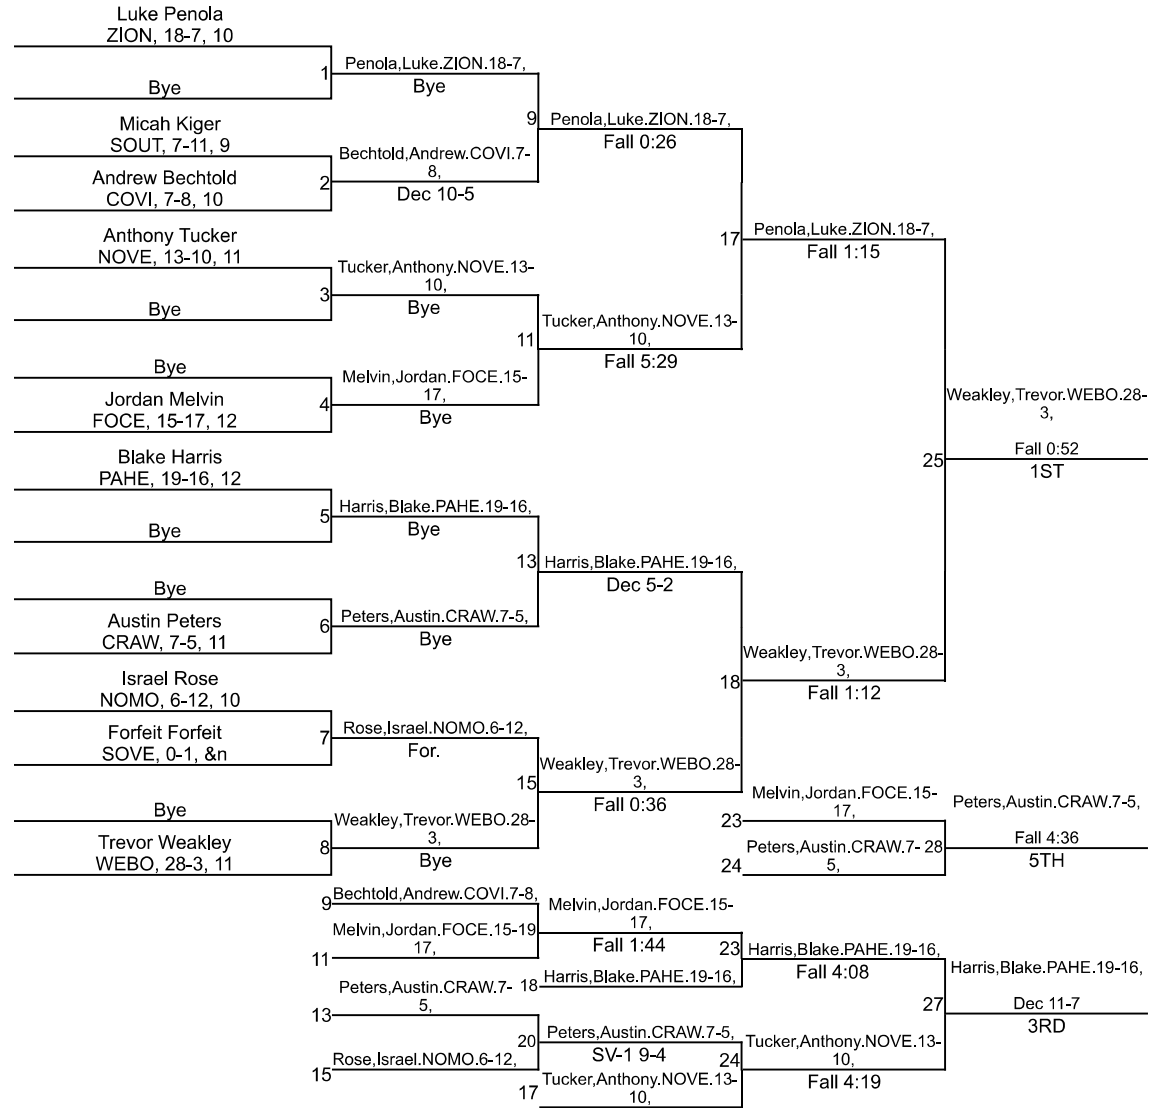 Luke Penola
ZION, 18-7, 10
1
Bye
Penola,Luke.ZION.18-7,
Bye
Micah Kiger
SOUT, 7-11, 9
2
Andrew Bechtold
COVI, 7-8, 10
Bechtold,Andrew.COVI.7-
8,
Dec 10-5
9
Penola,Luke.ZION.18-7,
Fall 0:26
Anthony Tucker
NOVE, 13-10, 11
3
Bye
Tucker,Anthony.NOVE.13-
10,
Bye
Bye
4
Jordan Melvin
FOCE, 15-17, 12
Melvin,Jordan.FOCE.15-
17,
Bye
11
Tucker,Anthony.NOVE.13-
10,
Fall 5:29
17
Penola,Luke.ZION.18-7,
Fall 1:15
Blake Harris
PAHE, 19-16, 12
5
Bye
Harris,Blake.PAHE.19-16,
Bye
Bye
6
Austin Peters
CRAW, 7-5, 11
Peters,Austin.CRAW.7-5,
Bye
13
Harris,Blake.PAHE.19-16,
Dec 5-2
Israel Rose
NOMO, 6-12, 10
7
Forfeit Forfeit
SOVE, 0-1, &n
Rose,Israel.NOMO.6-12,
For.
Bye
8
Trevor Weakley
WEBO, 28-3, 11
Weakley,Trevor.WEBO.28-
3,
Bye
15
Weakley,Trevor.WEBO.28-
3,
Fall 0:36
18
Weakley,Trevor.WEBO.28-
3,
Fall 1:12
25
Weakley,Trevor.WEBO.28-
3,
Fall 0:52
1ST
23
Melvin,Jordan.FOCE.15-
17,
24
Peters,Austin.CRAW.7-
5,
28
Peters,Austin.CRAW.7-5,
Fall 4:36
5TH
9
Bechtold,Andrew.COVI.7-8,
11
Melvin,Jordan.FOCE.15-
17,
19
Melvin,Jordan.FOCE.15-
17,
Fall 1:44
18
Harris,Blake.PAHE.19-16,
23
Harris,Blake.PAHE.19-16,
Fall 4:08
13
Peters,Austin.CRAW.7-
5,
15
Rose,Israel.NOMO.6-12,
20
Peters,Austin.CRAW.7-5,
SV-1 9-4
17
Tucker,Anthony.NOVE.13-
10,
24
Tucker,Anthony.NOVE.13-
10,
Fall 4:19
27
Harris,Blake.PAHE.19-16,
Dec 11-7
3RD